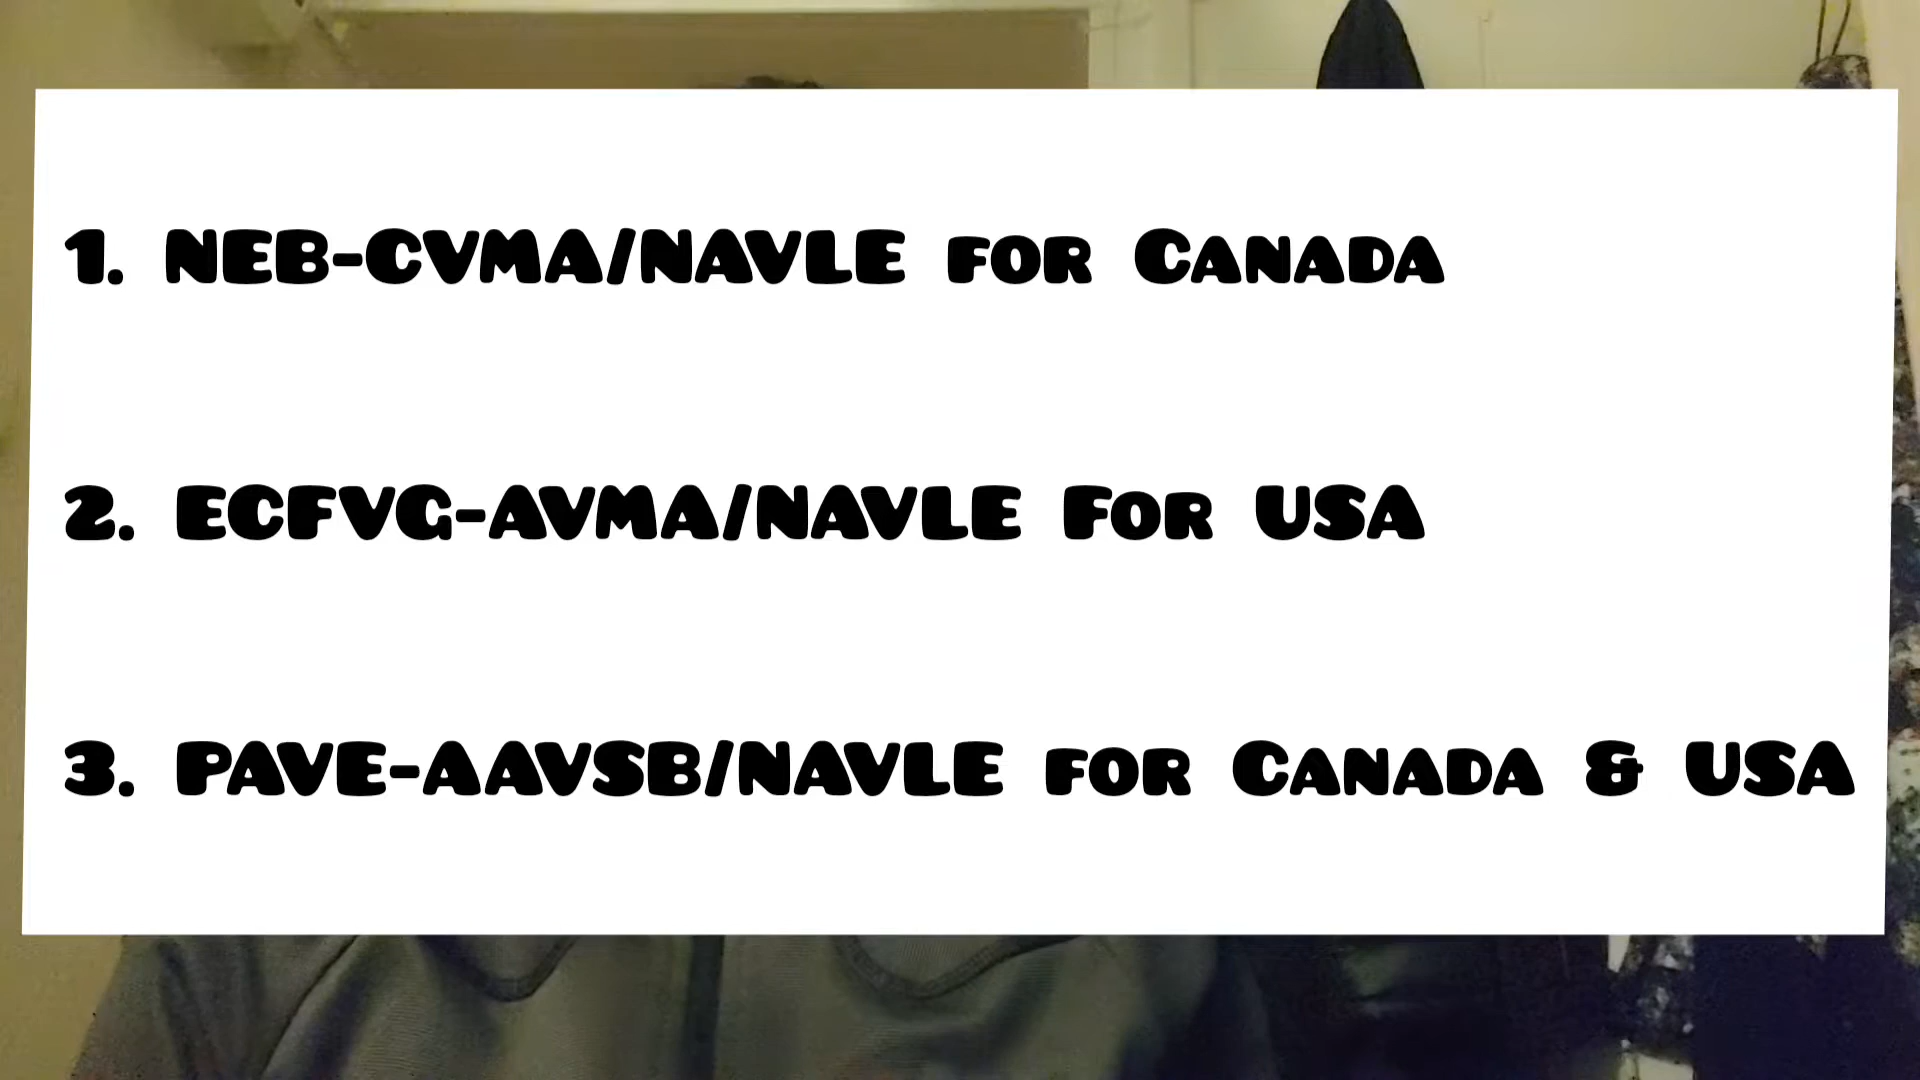 1. NEB-CVMA/NAVLE for Canada
2. ECFVG-AVMA/NAVLE For USA
3. PAVE-AAVSB/NAVLE for Canada & USA